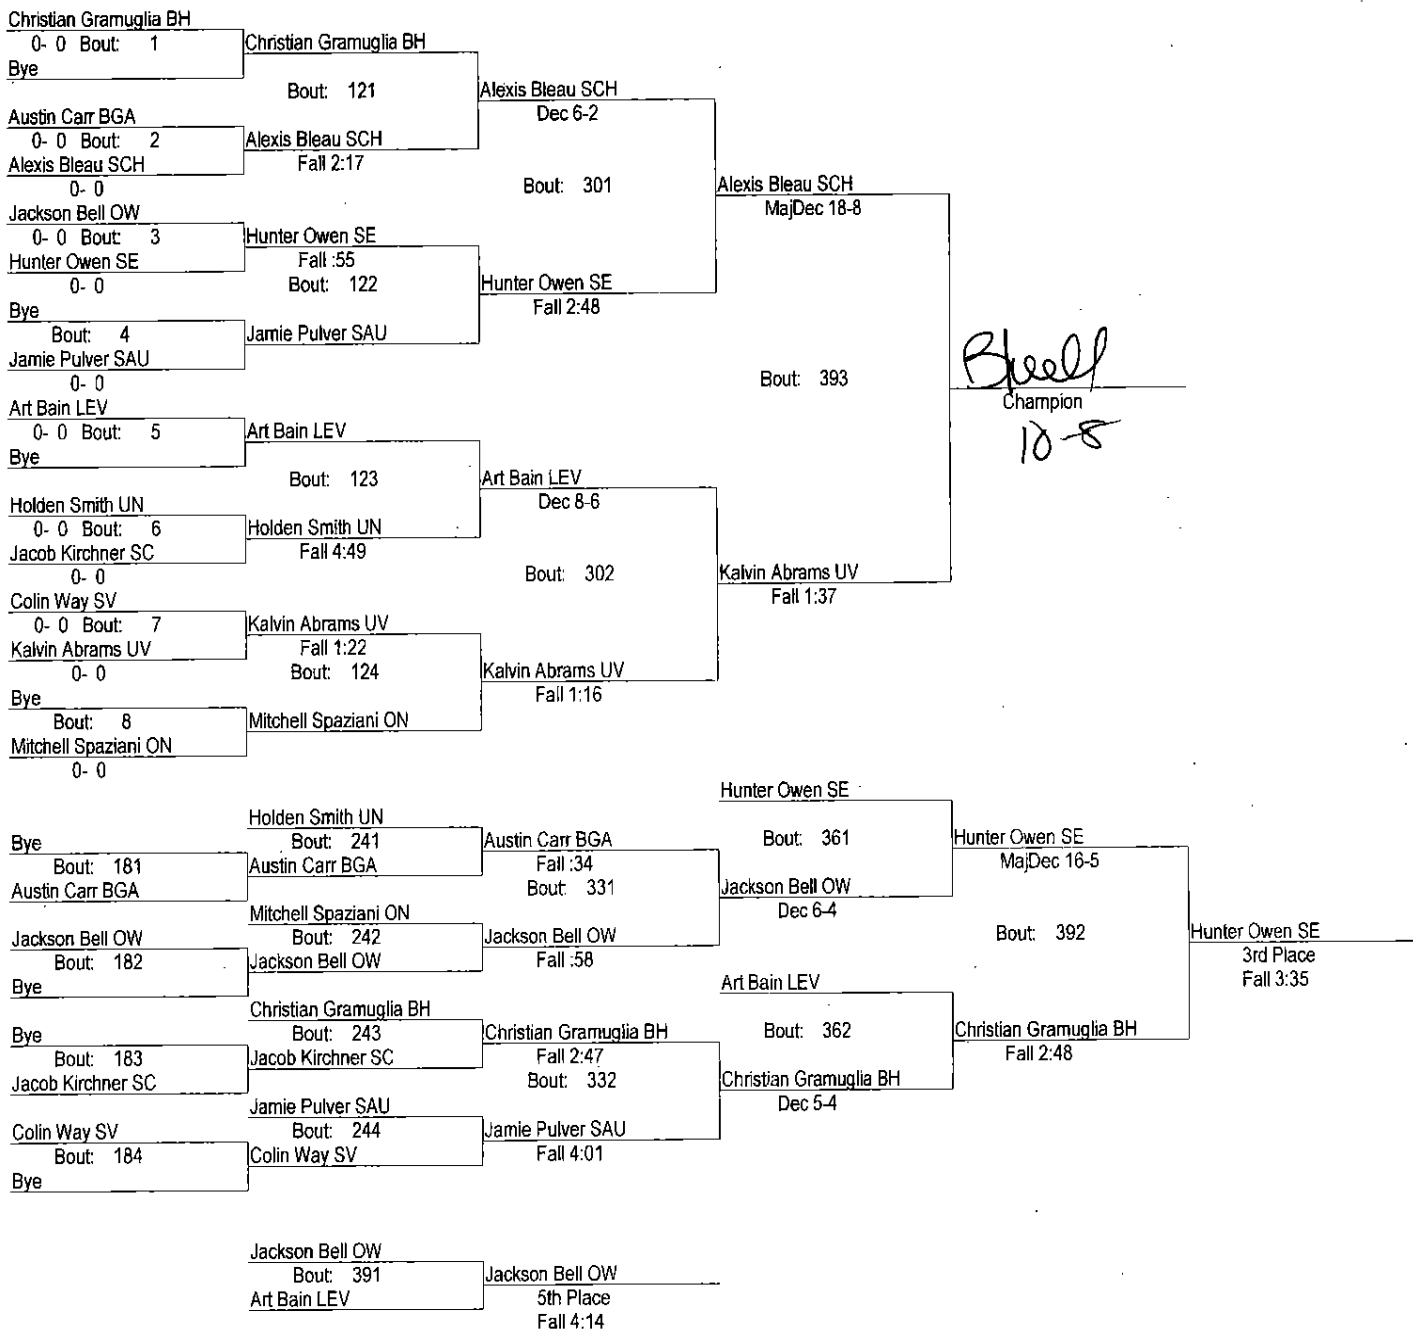 Christian Gramuglia BH
0- 0 Bout: 1
Bye
Christian Gramuglia BH
Bout: 121
Austin Carr BGA
0- 0 Bout: 2
Alexis Bleau SCH
0- 0
Alexis Bleau SCH
Fall 2:17
Alexis Bleau SCH
Dec 6-2
Bout: 301
Jackson Bell OW
0- 0 Bout: 3
Hunter Owen SE
0- 0
Hunter Owen SE
Fall :55
Bout: 122
Bye
Bout: 4
Jamie Pulver SAU
0- 0
Jamie Pulver SAU
Hunter Owen SE
Fall 2:48
Alexis Bleau SCH
MajDec 18-8
Bout: 393
Art Bain LEV
0- 0 Bout: 5
Bye
Art Bain LEV
Bout: 123
Holden Smith UN
0- 0 Bout: 6
Jacob Kirchner SC
0- 0
Holden Smith UN
Fall 4:49
Art Bain LEV
Dec 8-6
Bout: 302
Colin Way SV
0- 0 Bout: 7
Kalvin Abrams UV
0- 0
Kalvin Abrams UV
Fall 1:22
Bout: 124
Bye
Bout: 8
Mitchell Spaziani ON
0- 0
Mitchell Spaziani ON
Kalvin Abrams UV
Fall 1:16
Kalvin Abrams UV
Fall 1:37
Champion
10-8
Bye
Bout: 181
Austin Carr BGA
Holden Smith UN
Bout: 241
Austin Carr BGA
Austin Carr BGA
Fall :34
Bout: 331
Jackson Bell OW
Bout: 182
Bye
Mitchell Spaziani ON
Bout: 242
Jackson Bell OW
Jackson Bell OW
Fall :58
Hunter Owen SE
Bout: 361
Jackson Bell OW
Dec 6-4
Hunter Owen SE
MajDec 16-5
Bout: 392
Bye
Bout: 183
Jacob Kirchner SC
Christian Gramuglia BH
Bout: 243
Jacob Kirchner SC
Christian Gramuglia BH
Fall 2:47
Bout: 332
Colin Way SV
Bout: 184
Bye
Jamie Pulver SAU
Bout: 244
Colin Way SV
Jamie Pulver SAU
Fall 4:01
Art Bain LEV
Bout: 362
Christian Gramuglia BH
Dec 5-4
Christian Gramuglia BH
Fall 2:48
Hunter Owen SE
3rd Place
Fall 3:35
Jackson Bell OW
Bout: 391
Art Bain LEV
Jackson Bell OW
5th Place
Fall 4:14